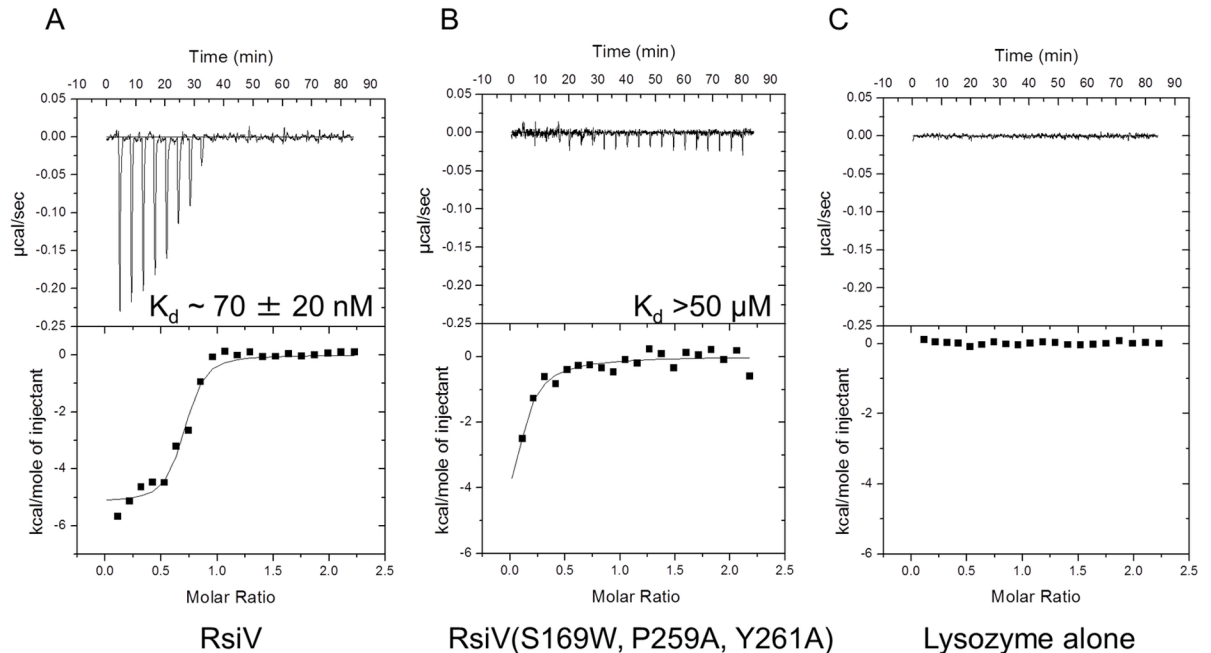 A
Time (min)
-10 0 10 20 30 40 50 60 70 80 90
0.05
0.00
-0.05
-0.10
-0.15
-0.20
-0.25
µcal/sec
Kd ~ 70 ± 20 nM
0
-2
-4
-6
kcal/mole of injectant
0.0 0.5 1.0 1.5 2.0 2.5
Molar Ratio
RsiV
B
Time (min)
-10 0 10 20 30 40 50 60 70 80 90
0.05
0.00
-0.05
-0.10
-0.15
-0.20
-0.25
µcal/sec
Kd >50 µM
0
-2
-4
-6
kcal/mole of injectant
0.0 0.5 1.0 1.5 2.0 2.5
Molar Ratio
RsiV(S169W, P259A, Y261A)
C
Time (min)
-10 0 10 20 30 40 50 60 70 80 90
0.05
0.00
-0.05
-0.10
-0.15
-0.20
-0.25
µcal/sec
0
-2
-4
-6
kcal/mole of injectant
0.0 0.5 1.0 1.5 2.0 2.5
Molar Ratio
Lysozyme alone